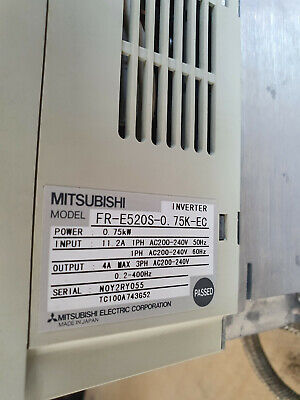 MITSUBISHI INVERTER
MODEL FR-E520S-0.75K-EC
POWER 0.75kW
INPUT : 11.2A 1PH AC200-240V 50Hz
1PH AC200-240V 60Hz
OUTPUT : 4A MAX 3PH AC200-240V
0.2-400Hz
SERIAL N0Y2RY055
TC100A743G52
MITSUBISHI ELECTRIC CORPORATION
MADE IN JAPAN
PASSED